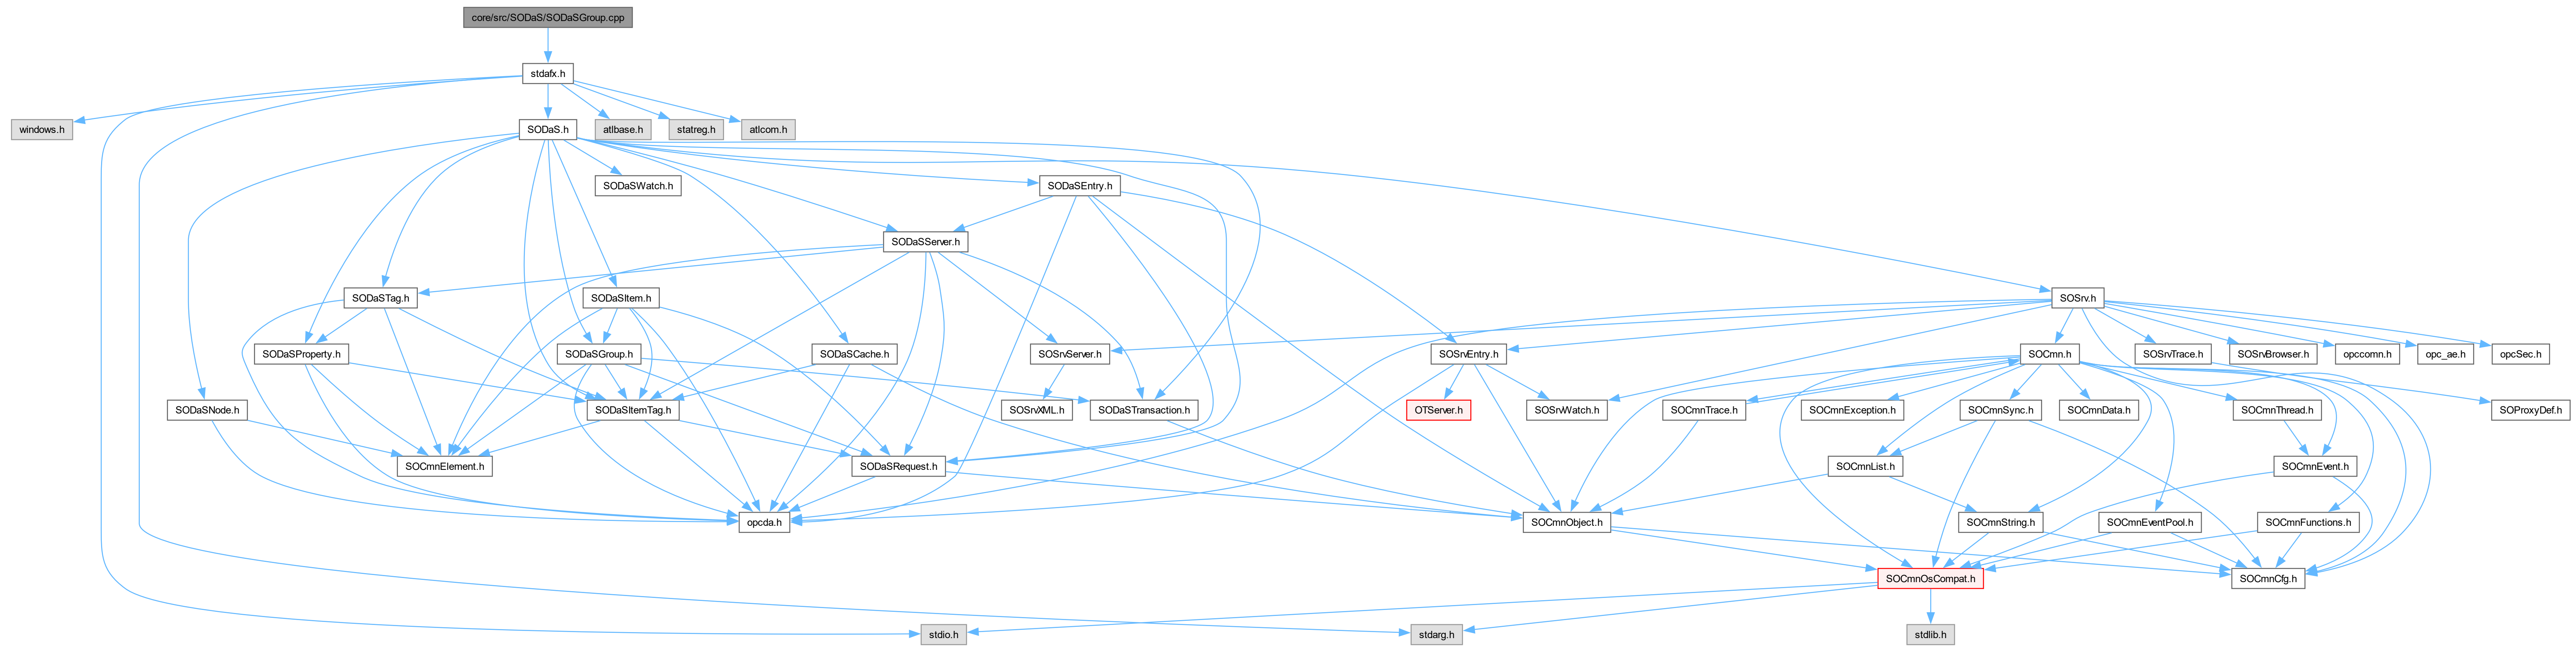 core/src/SODaS/SODaSGroup.cpp
stdafx.h
windows.h
SODaS.h
atlbase.h
statreg.h
atlcom.h
SODaSWatch.h
SODaSEntry.h
SODaSServer.h
SODaSTag.h
SODaSItem.h
SOSrv.h
SODaSProperty.h
SODaSGroup.h
SODaSCache.h
SOSrvServer.h
SOSrvEntry.h
SOCmn.h
SOSrvTrace.h
SOSrvBrowser.h
opccomn.h
opc_ae.h
opcSec.h
SODaSNode.h
SODaSItemTag.h
SOSrvXML.h
SODaSTransaction.h
OTServer.h
SOSrvWatch.h
SOCmnTrace.h
SOCmnException.h
SOCmnSync.h
SOCmnData.h
SOCmnThread.h
SOProxyDef.h
SOCmnElement.h
SODaSRequest.h
SOCmnList.h
SOCmnEvent.h
opcda.h
SOCmnObject.h
SOCmnString.h
SOCmnEventPool.h
SOCmnFunctions.h
SOCmnOsCompat.h
SOCmnCfg.h
stdio.h
stdarg.h
stdlib.h